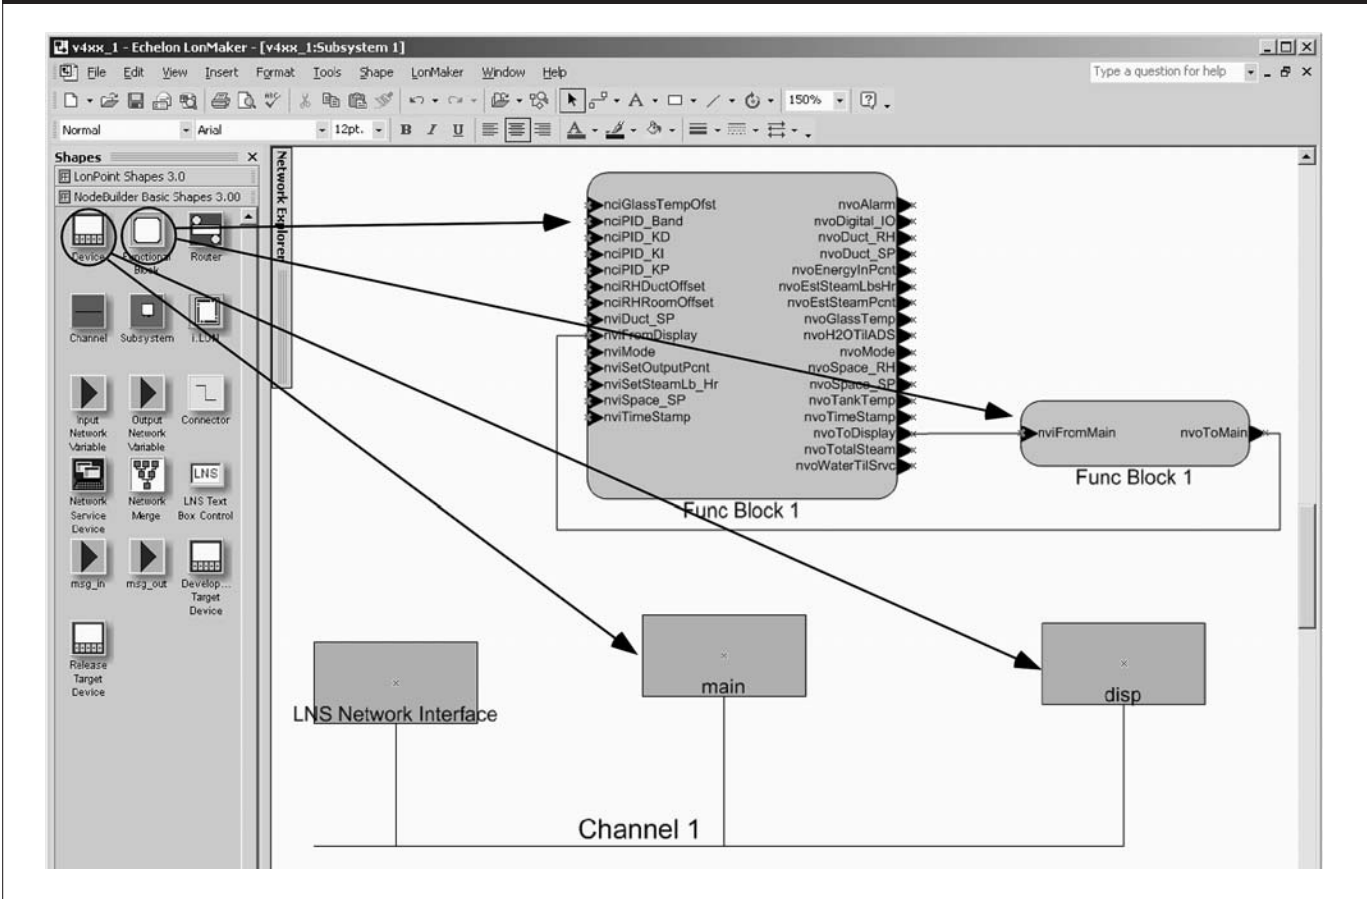 v4xx_1 - Echelon LonMaker - [v4xx_1:Subsystem 1]
File Edit View Insert Format Tools Shape LonMaker Window Help
Type a question for help
ABC
150%
Normal
Arial
12pt.
B I U
Shapes
LonPoint Shapes 3.0
NodeBuilder Basic Shapes 3.00
Device
Functional Block
Router
Channel
Subsystem
i.LON
Input Network Variable
Output Network Variable
Connector
Network Service Device
Network Merge
LNS
LNS Text Box Control
msg_in
msg_out
Develop... Target Device
Release Target Device
Network Explorer
nciGlassTempOfst
nciPID_Band
nciPID_KD
nciPID_KI
nciPID_KP
nciRHDuctOffset
nciRHRoomOffset
nviDuct_SP
nviFromDisplay
nviMode
nviSetOutputPcnt
nviSetSteamLb_Hr
nviSpace_SP
nviTimeStamp
nvoAlarm
nvoDigital_IO
nvoDuct_RH
nvoDuct_SP
nvoEnergyInPcnt
nvoEstSteamLbsHr
nvoEstSteamPcnt
nvoGlassTemp
nvoH2OTilADS
nvoMode
nvoSpace_RH
nvoSpace_SP
nvoTankTemp
nvoTimeStamp
nvoToDisplay
nvoTotalSteam
nvoWaterTilSrvc
Func Block 1
nviFromMain nvoToMain
Func Block 1
LNS Network Interface
main
disp
Channel 1